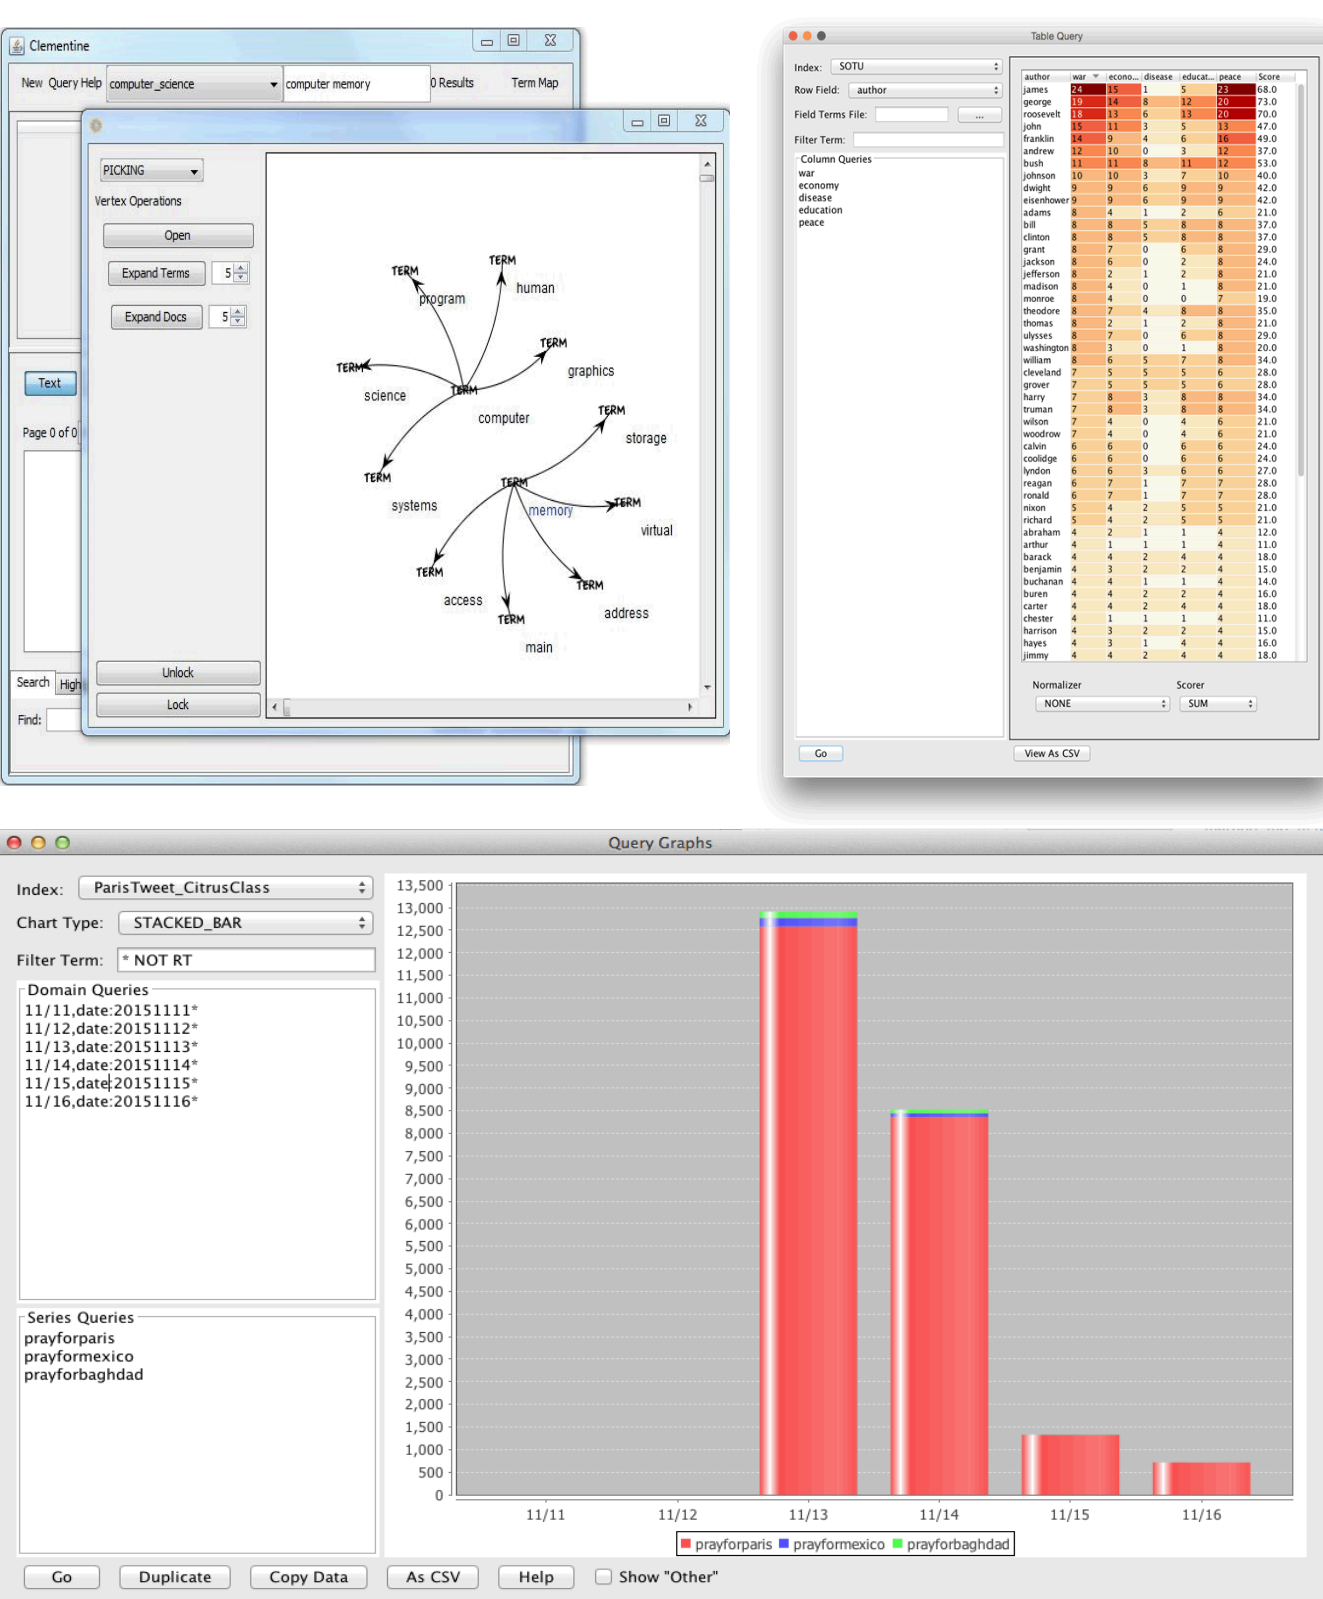 Clementine
New Query Help computer_science computer memory 0 Results Term Map
PICKING
Vertex Operations
Open
Expand Terms 5
Expand Docs 5
Text
Page 0 of 0
Search High
Find:
Unlock
Lock
TERM
program
TERM
human
TERM
graphics
TERM
science
TERM
computer
TERM
storage
TERM
systems
TERM
memory
TERM
virtual
TERM
access
TERM
address
TERM
main
Table Query
Index: SOTU
Row Field: author
Field Terms File: ...
Filter Term:
Column Queries
war
economy
disease
education
peace
Go
author war econo... disease educat... peace Score
james 24 15 1 5 23 68.0
george 19 14 8 12 20 73.0
roosevelt 18 13 6 13 20 70.0
john 15 11 3 5 13 47.0
franklin 14 9 4 6 16 49.0
andrew 12 10 0 3 12 37.0
bush 11 11 8 11 12 53.0
johnson 10 10 3 7 10 40.0
dwight 9 9 6 9 9 42.0
eisenhower 9 9 6 9 9 42.0
adams 8 4 1 2 6 21.0
bill 8 8 5 8 8 37.0
clinton 8 8 5 8 8 37.0
grant 8 7 0 6 8 29.0
jackson 8 6 0 2 8 24.0
jefferson 8 2 1 2 8 21.0
madison 8 4 0 1 8 21.0
monroe 8 4 0 0 7 19.0
theodore 8 7 4 8 8 35.0
thomas 8 2 1 2 8 21.0
ulysses 8 7 0 6 8 29.0
washington 8 3 0 1 8 20.0
william 8 6 5 7 8 34.0
cleveland 7 5 5 5 6 28.0
grover 7 5 5 5 6 28.0
harry 7 8 3 8 8 34.0
truman 7 8 3 8 8 34.0
wilson 7 4 0 4 6 21.0
woodrow 7 4 0 4 6 21.0
calvin 6 6 0 6 6 24.0
coolidge 6 6 0 6 6 24.0
lyndon 6 6 3 6 6 27.0
reagan 6 7 1 7 7 28.0
ronald 6 7 1 7 7 28.0
nixon 5 4 2 5 5 21.0
richard 5 4 2 5 5 21.0
abraham 4 2 1 1 4 12.0
arthur 4 1 1 1 4 11.0
barack 4 4 2 4 4 18.0
benjamin 4 3 2 2 4 15.0
buchanan 4 4 1 1 4 14.0
buren 4 4 2 2 4 16.0
carter 4 4 2 4 4 18.0
chester 4 1 1 1 4 11.0
harrison 4 3 2 2 4 15.0
hayes 4 3 1 4 4 16.0
jimmy 4 4 2 4 4 18.0
Normalizer Scorer
NONE SUM
View As CSV
Query Graphs
Index: ParisTweet_CitrusClass
Chart Type: STACKED_BAR
Filter Term: * NOT RT
Domain Queries
11/11,date:20151111*
11/12,date:20151112*
11/13,date:20151113*
11/14,date:20151114*
11/15,date:20151115*
11/16,date:20151116*
Series Queries
prayforparis
prayformexico
prayforbaghdad
13,500
13,000
12,500
12,000
11,500
11,000
10,500
10,000
9,500
9,000
8,500
8,000
7,500
7,000
6,500
6,000
5,500
5,000
4,500
4,000
3,500
3,000
2,500
2,000
1,500
1,000
500
0
11/11 11/12 11/13 11/14 11/15 11/16
prayforparis prayformexico prayforbaghdad
Go Duplicate Copy Data As CSV Help Show "Other"